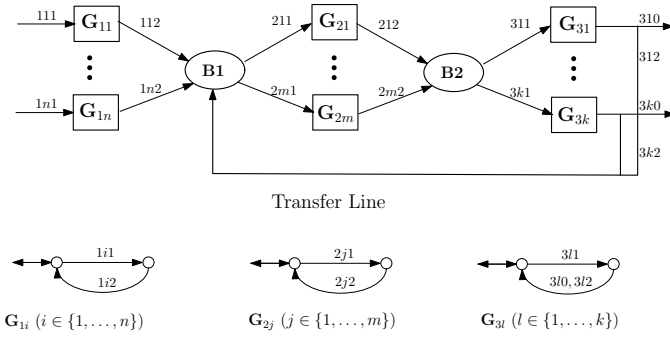 111 G11 112 211 G21 212 311 G31 310
B1 B2 312
1n1 G1n 1n2 2m1 G2m 2m2 3k1 G3k 3k0
3k2
Transfer Line
1i1 2j1 3l1
1i2 2j2 3l0, 3l2
G1i (i ∈ {1, . . . , n}) G2j (j ∈ {1, . . . , m}) G3l (l ∈ {1, . . . , k})